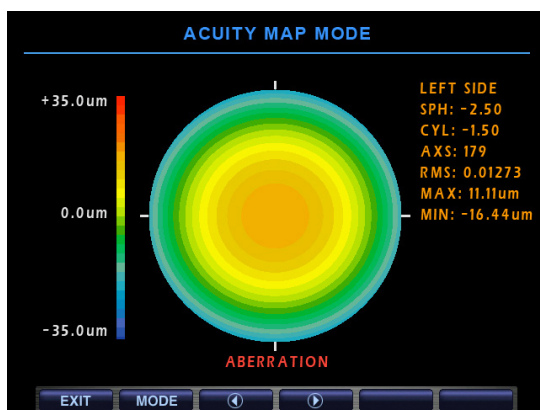 ACUITY MAP MODE
+35.0um
0.0um
-35.0um
LEFT SIDE
SPH: -2.50
CYL: -1.50
AXS: 179
RMS: 0.01273
MAX: 11.11um
MIN: -16.44um
ABERRATION
EXIT MODE